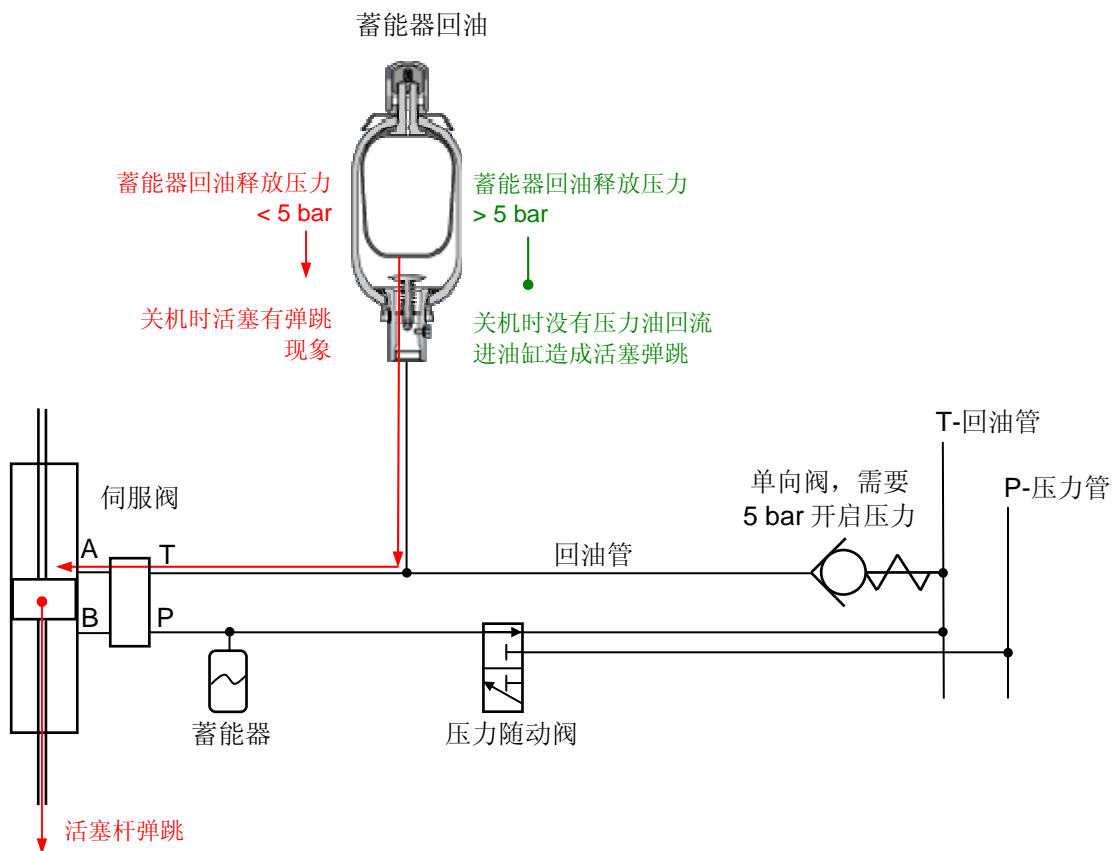 蓄能器回油
蓄能器回油释放压力
< 5 bar
关机时活塞有弹跳
现象
蓄能器回油释放压力
> 5 bar
关机时没有压力油回流
进油缸造成活塞弹跳
T-回油管
P-压力管
单向阀，需要
5 bar 开启压力
伺服阀
A
T
回油管
B
P
蓄能器
压力随动阀
活塞杆弹跳